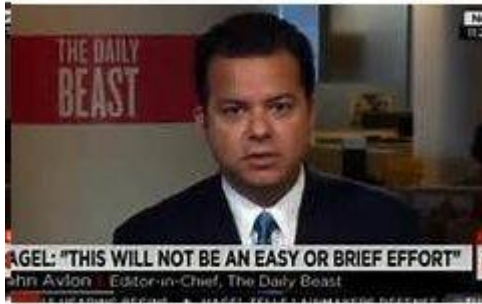 THE DAILY
BEAST
AGEL: "THIS WILL NOT BE AN EASY OR BRIEF EFFORT"
hn Avlon Editor-in-Chief, The Daily Beast